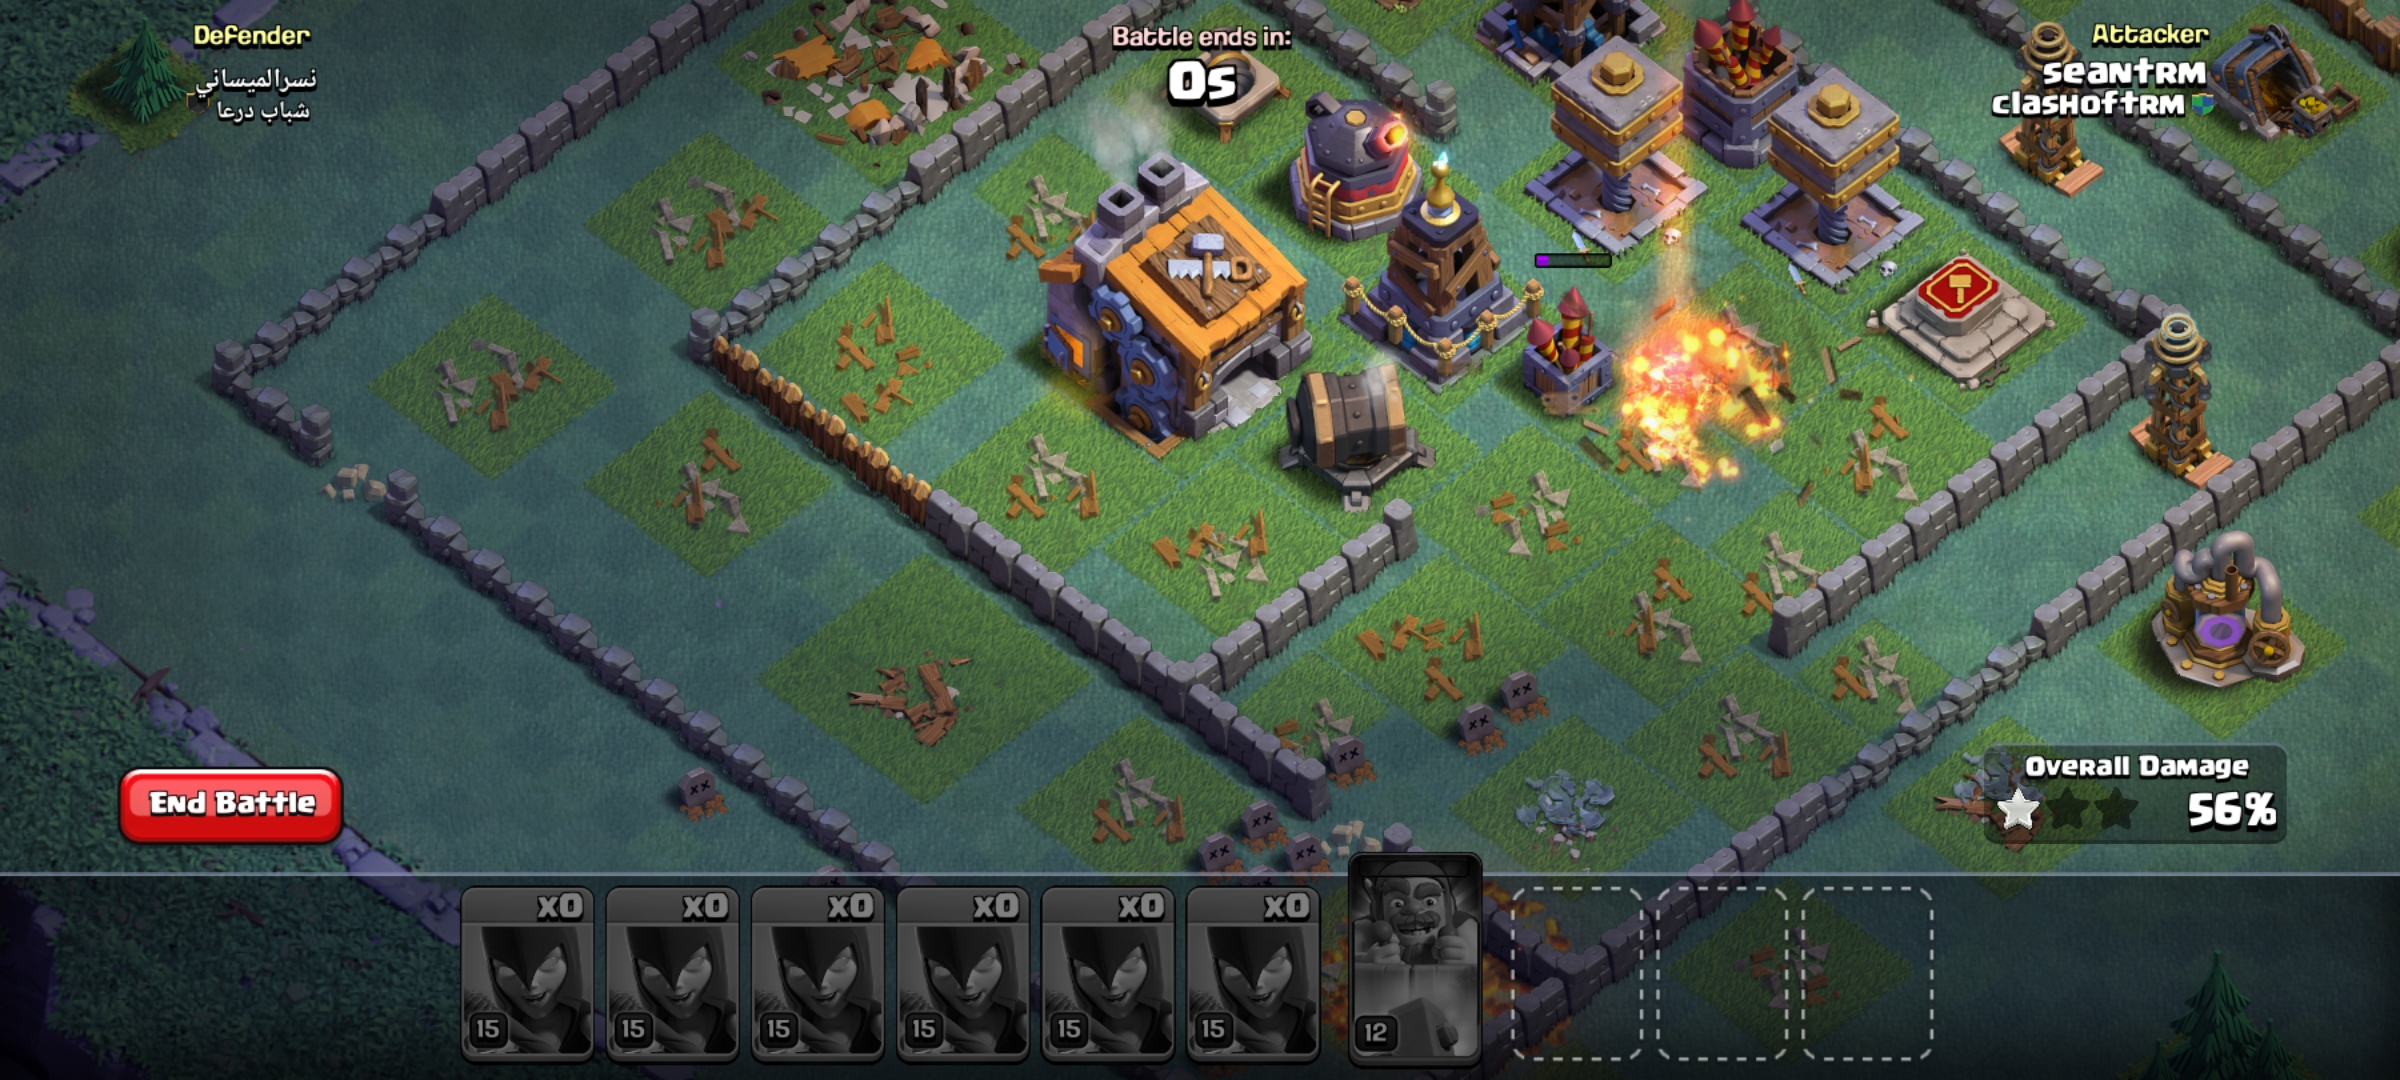 Defender
نسرالميساني
شباب درعا
Battle ends in:
0s
Attacker
seantRM
clashoftRM
End Battle
Overall Damage
56%
x0 x0 x0 x0 x0 x0
15 15 15 15 15 15 12